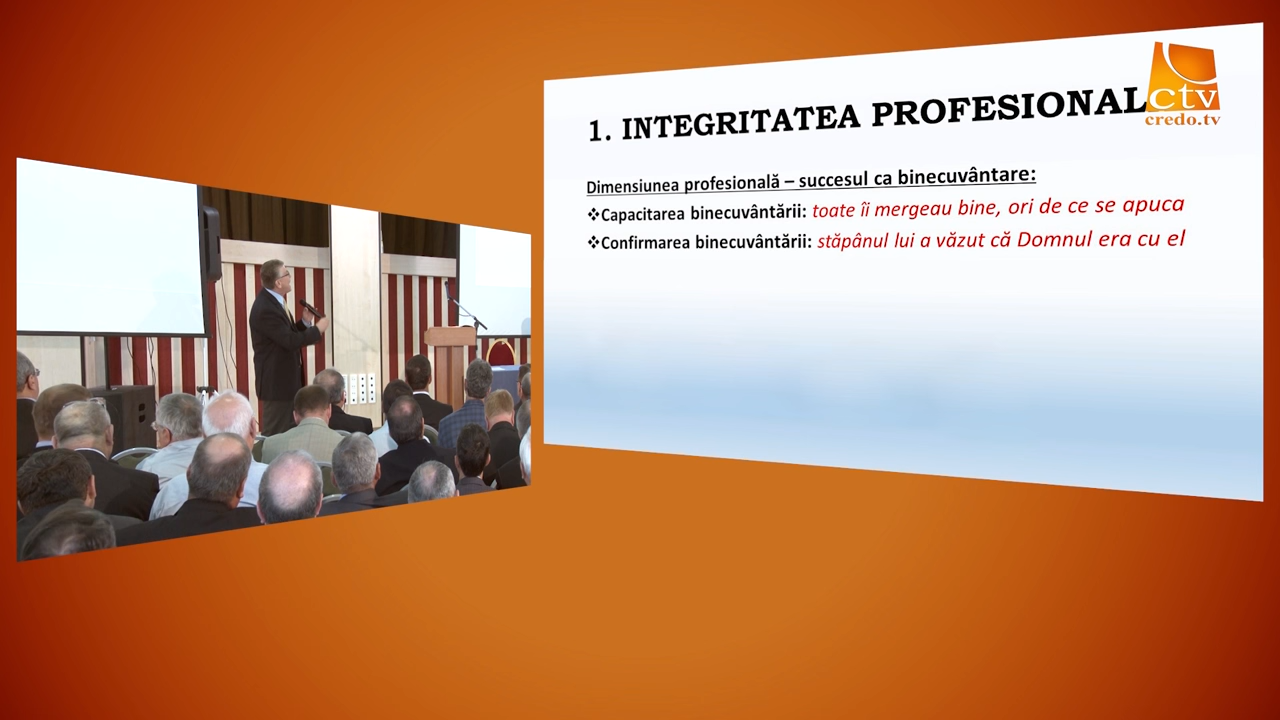 1. INTEGRITATEA PROFESIONAL
ctv
credo.tv
Dimensiunea profesională – succesul ca binecuvântare:
❖Capacitarea binecuvântării: toate îi mergeau bine, ori de ce se apuca
❖Confirmarea binecuvântării: stăpânul lui a văzut că Domnul era cu el